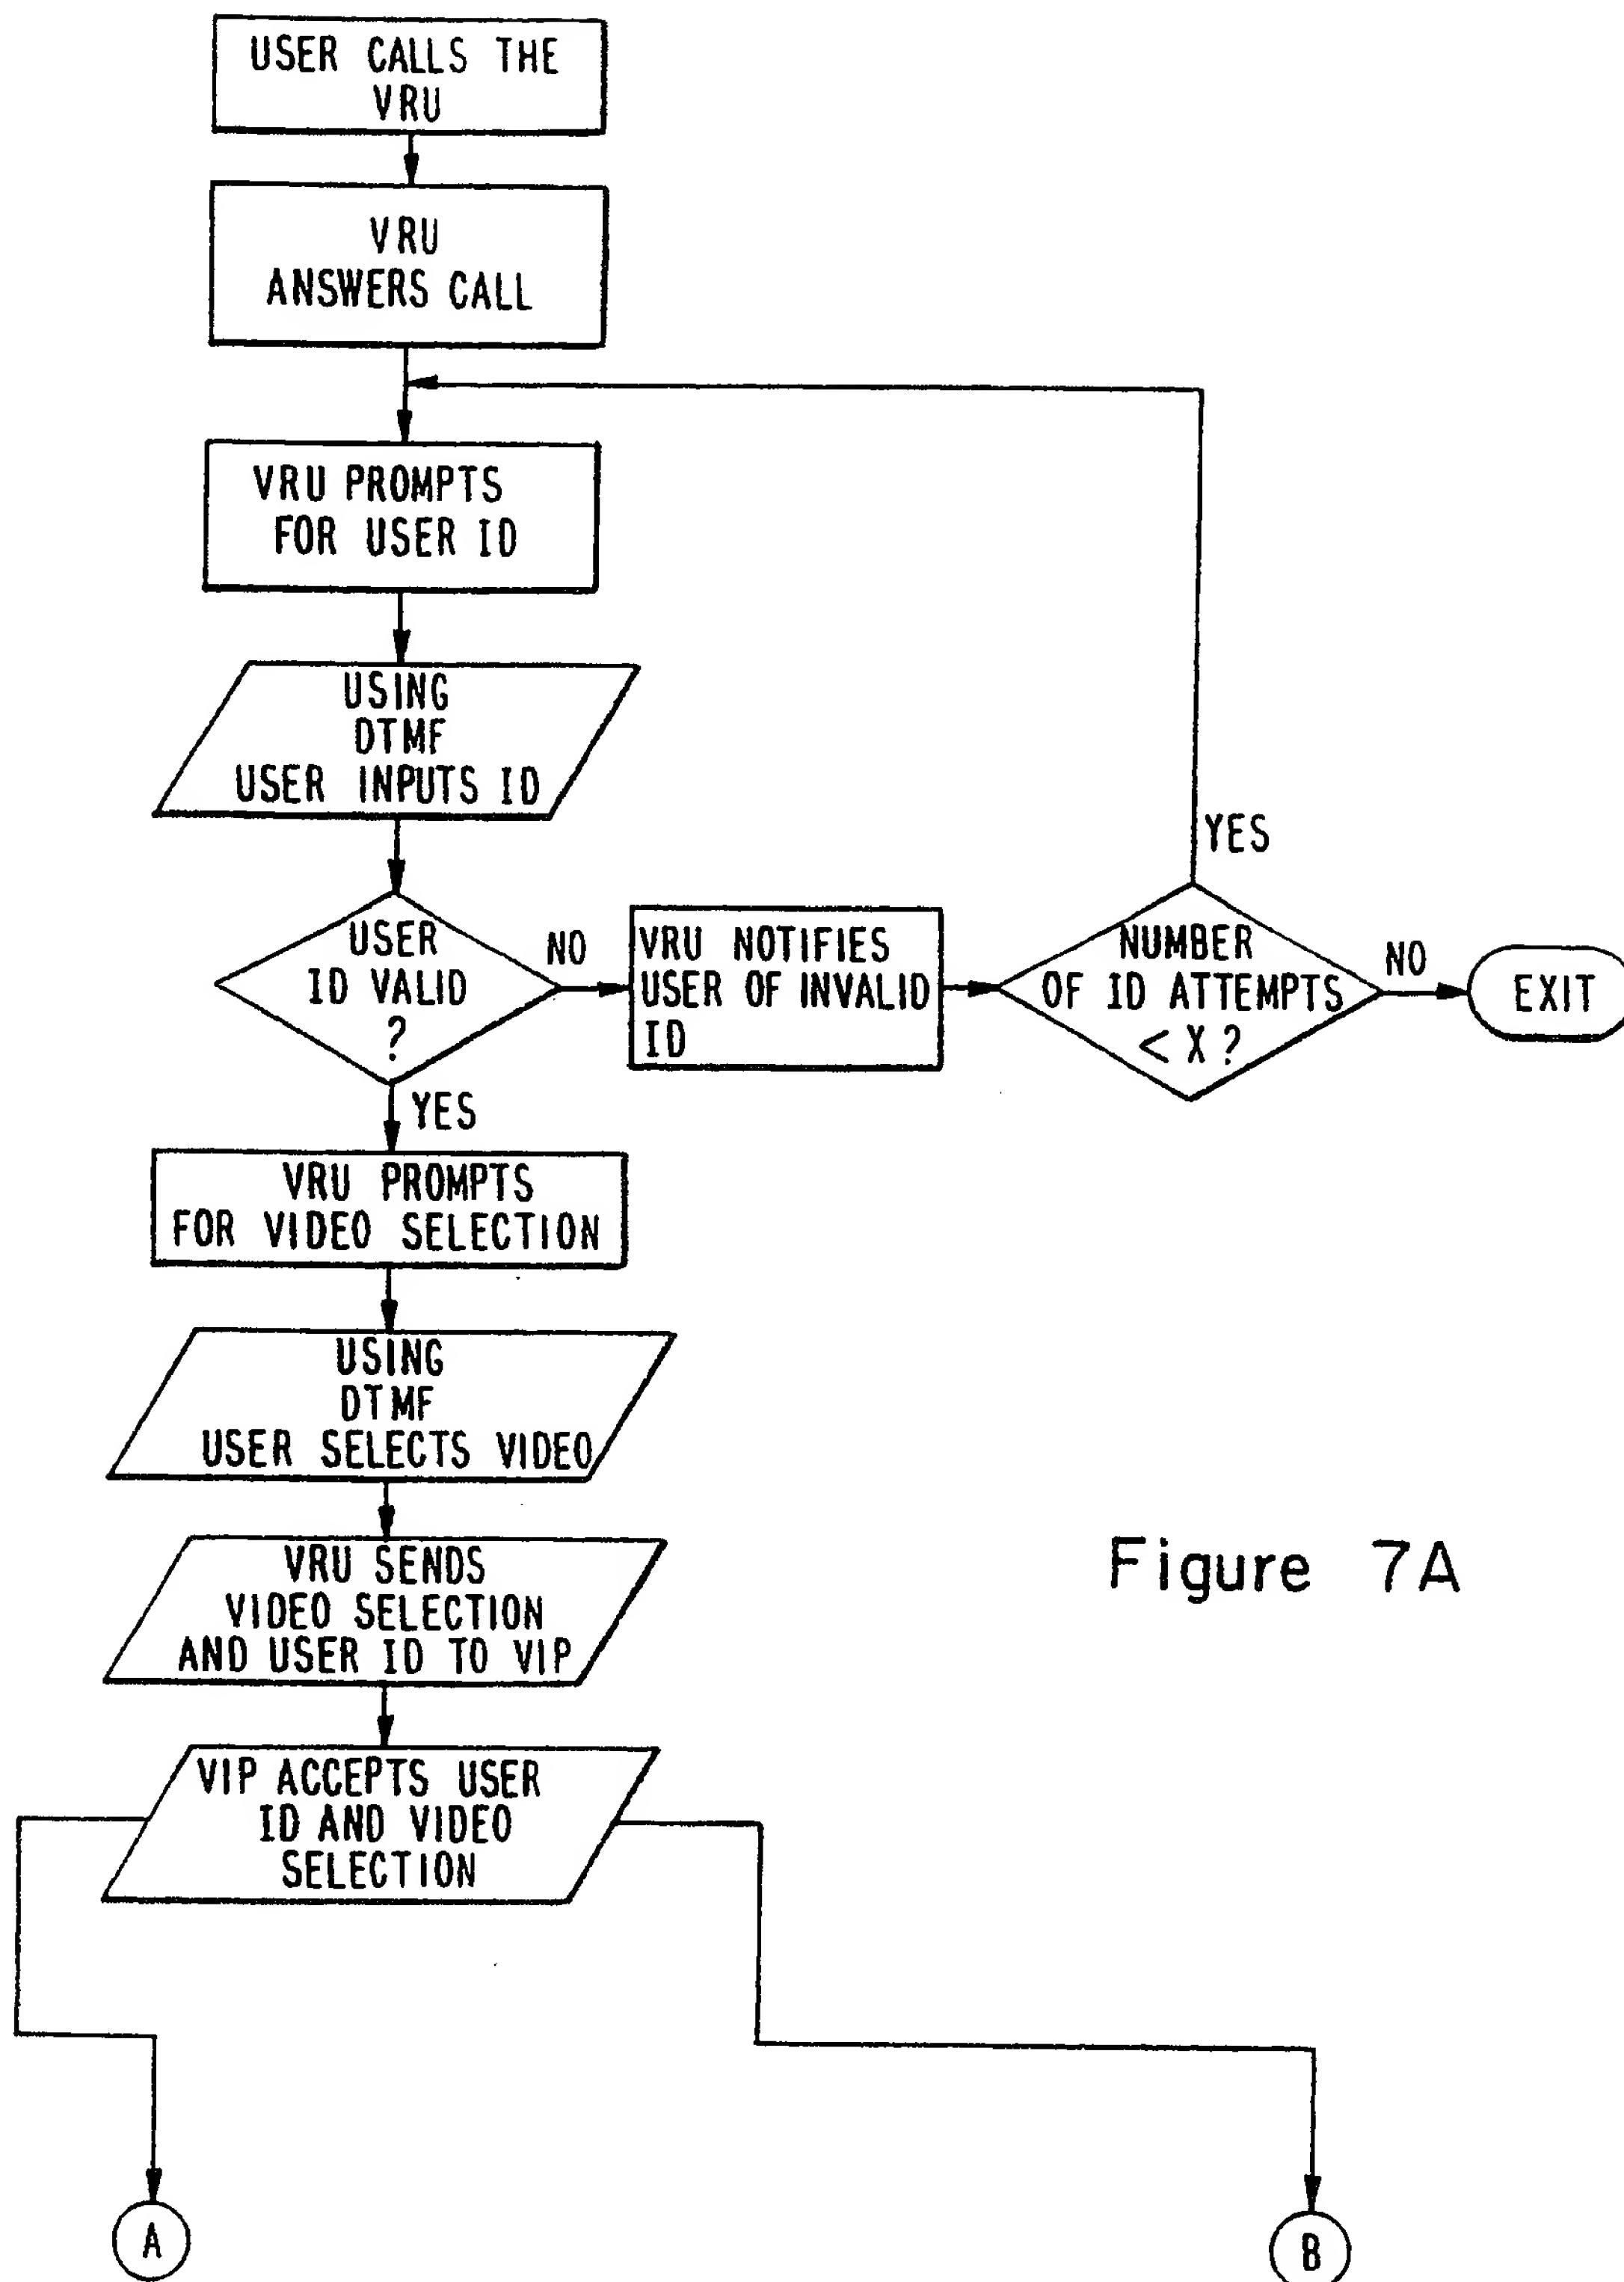 USER CALLS THE
VRU
VRU
ANSWERS CALL
VRU PROMPTS
FOR USER ID
USING
DTMF
USER INPUTS ID
YES
USER
ID VALID
?
NO
VRU NOTIFIES
USER OF INVALID
ID
NUMBER
OF ID ATTEMPTS
< X ?
NO
EXIT
YES
VRU PROMPTS
FOR VIDEO SELECTION
USING
DTMF
USER SELECTS VIDEO
VRU SENDS
VIDEO SELECTION
AND USER ID TO VIP
Figure 7A
VIP ACCEPTS USER
ID AND VIDEO
SELECTION
A
B